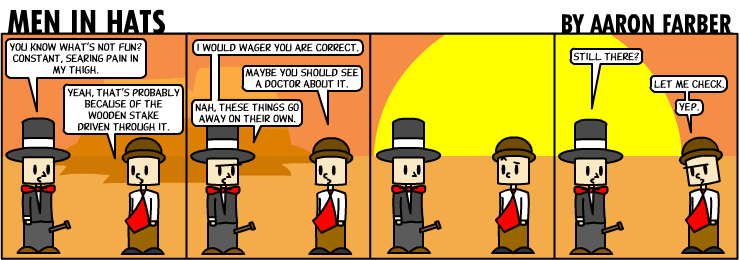 MEN IN HATS
BY AARON FARBER
YOU KNOW WHAT'S NOT FUN?
CONSTANT, SEARING PAIN IN
MY THIGH.
YEAH, THAT'S PROBABLY
BECAUSE OF THE
WOODEN STAKE
DRIVEN THROUGH IT.
I WOULD WAGER YOU ARE CORRECT.
MAYBE YOU SHOULD SEE
A DOCTOR ABOUT IT.
NAH, THESE THINGS GO
AWAY ON THEIR OWN.
STILL THERE?
LET ME CHECK.
YEP.